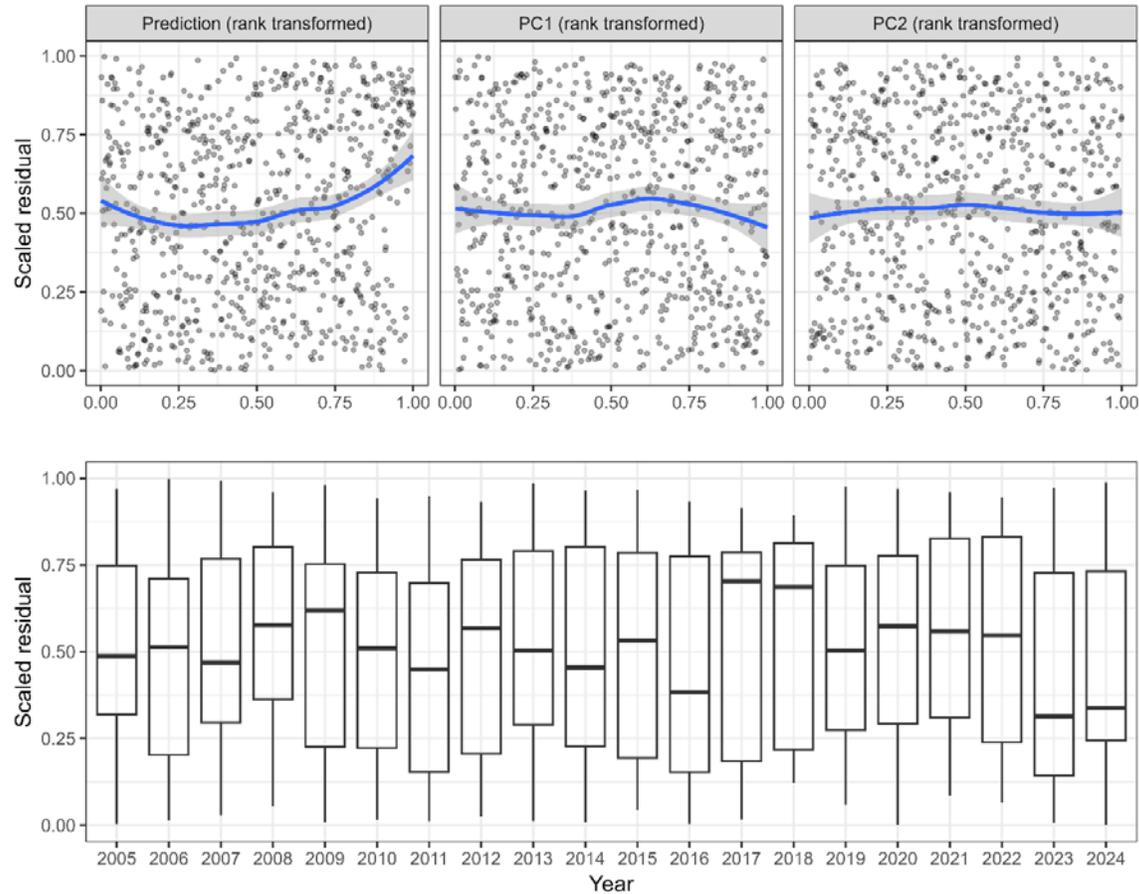 Prediction (rank transformed) PC1 (rank transformed) PC2 (rank transformed)
1.00
0.75
0.50
0.25
0.00
Scaled residual
0.00 0.25 0.50 0.75 1.00 0.00 0.25 0.50 0.75 1.00 0.00 0.25 0.50 0.75 1.00
1.00
0.75
0.50
0.25
0.00
Scaled residual
2005 2006 2007 2008 2009 2010 2011 2012 2013 2014 2015 2016 2017 2018 2019 2020 2021 2022 2023 2024
Year